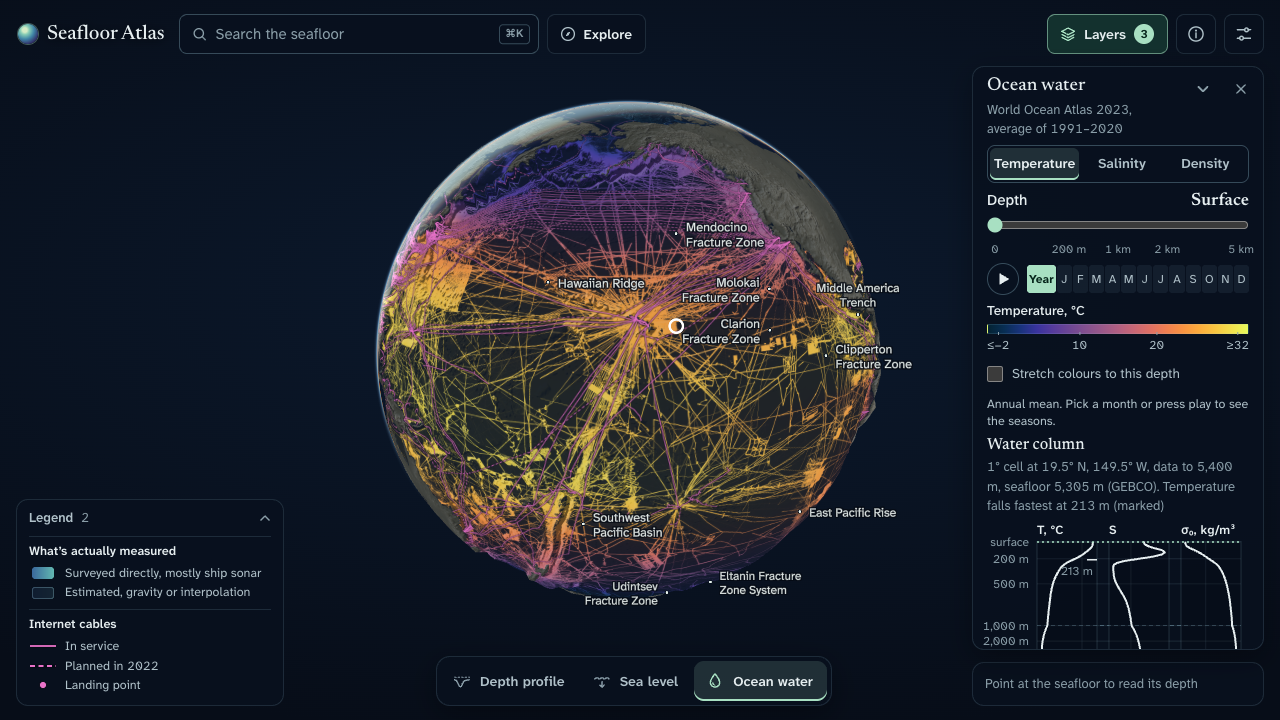 Seafloor Atlas
Search the seafloor
⌘K
Explore
Layers 3
Ocean water
World Ocean Atlas 2023,
average of 1991–2020
Temperature Salinity Density
Depth Surface
0 200 m 1 km 2 km 5 km
Year J F M A M J J A S O N D
Temperature, °C
≤−2 10 20 ≥32
Stretch colours to this depth
Annual mean. Pick a month or press play to see
the seasons.
Water column
1° cell at 19.5° N, 149.5° W, data to 5,400
m, seafloor 5,305 m (GEBCO). Temperature
falls fastest at 213 m (marked)
T, °C S σ₀, kg/m³
surface
200 m
213 m
500 m
1,000 m
2,000 m
Point at the seafloor to read its depth
Mendocino
Fracture Zone
Hawaiian Ridge
Molokai
Fracture Zone
Middle America
Trench
Clarion
Fracture Zone
Clipperton
Fracture Zone
East Pacific Rise
Southwest
Pacific Basin
Udintsev
Fracture Zone
Eltanin Fracture
Zone System
Legend 2
What's actually measured
Surveyed directly, mostly ship sonar
Estimated, gravity or interpolation
Internet cables
In service
Planned in 2022
Landing point
Depth profile
Sea level
Ocean water